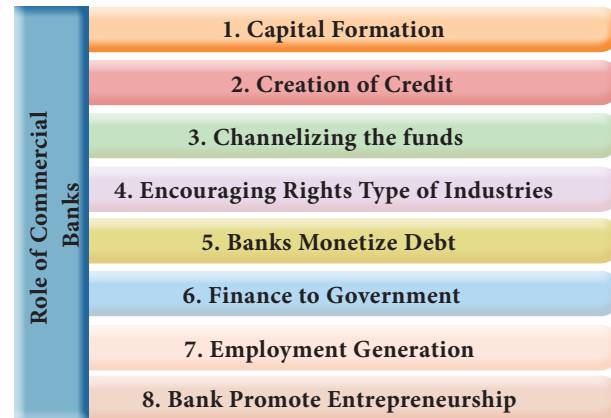 Role of Commercial
Banks
1. Capital Formation
2. Creation of Credit
3. Channelizing the funds
4. Encouraging Rights Type of Industries
5. Banks Monetize Debt
6. Finance to Government
7. Employment Generation
8. Bank Promote Entrepreneurship